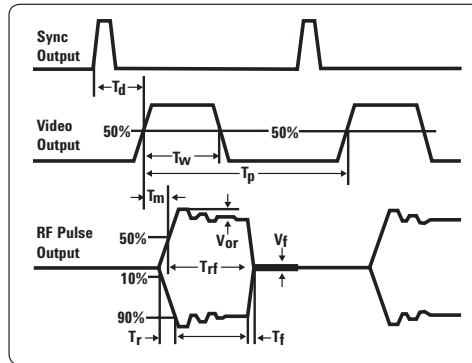 Sync
Output
Td
Video
Output
50%
50%
Tw
Tp
Tm
RF Pulse
Output
50%
Vor
Vf
Trf
10%
90%
Tr
Tf